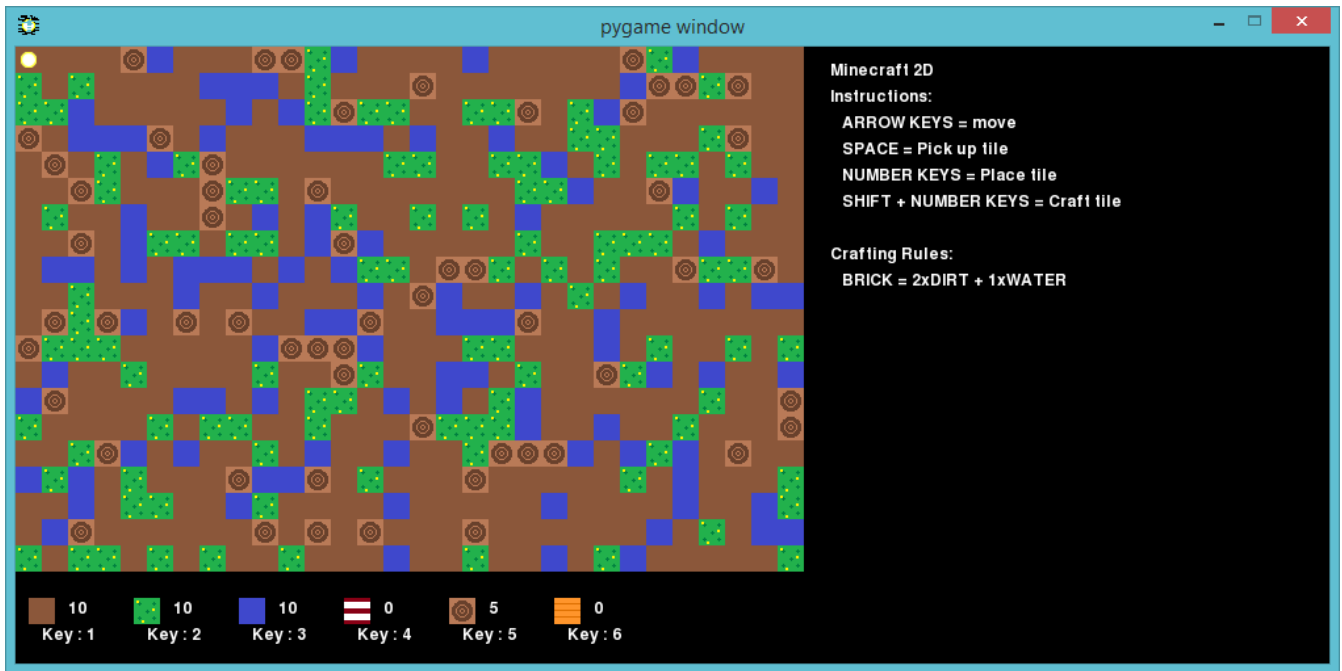 pygame window
Minecraft 2D
Instructions:
ARROW KEYS = move
SPACE = Pick up tile
NUMBER KEYS = Place tile
SHIFT + NUMBER KEYS = Craft tile
Crafting Rules:
BRICK = 2xDIRT + 1xWATER
10 10 10 0 5 0
Key : 1 Key : 2 Key : 3 Key : 4 Key : 5 Key : 6